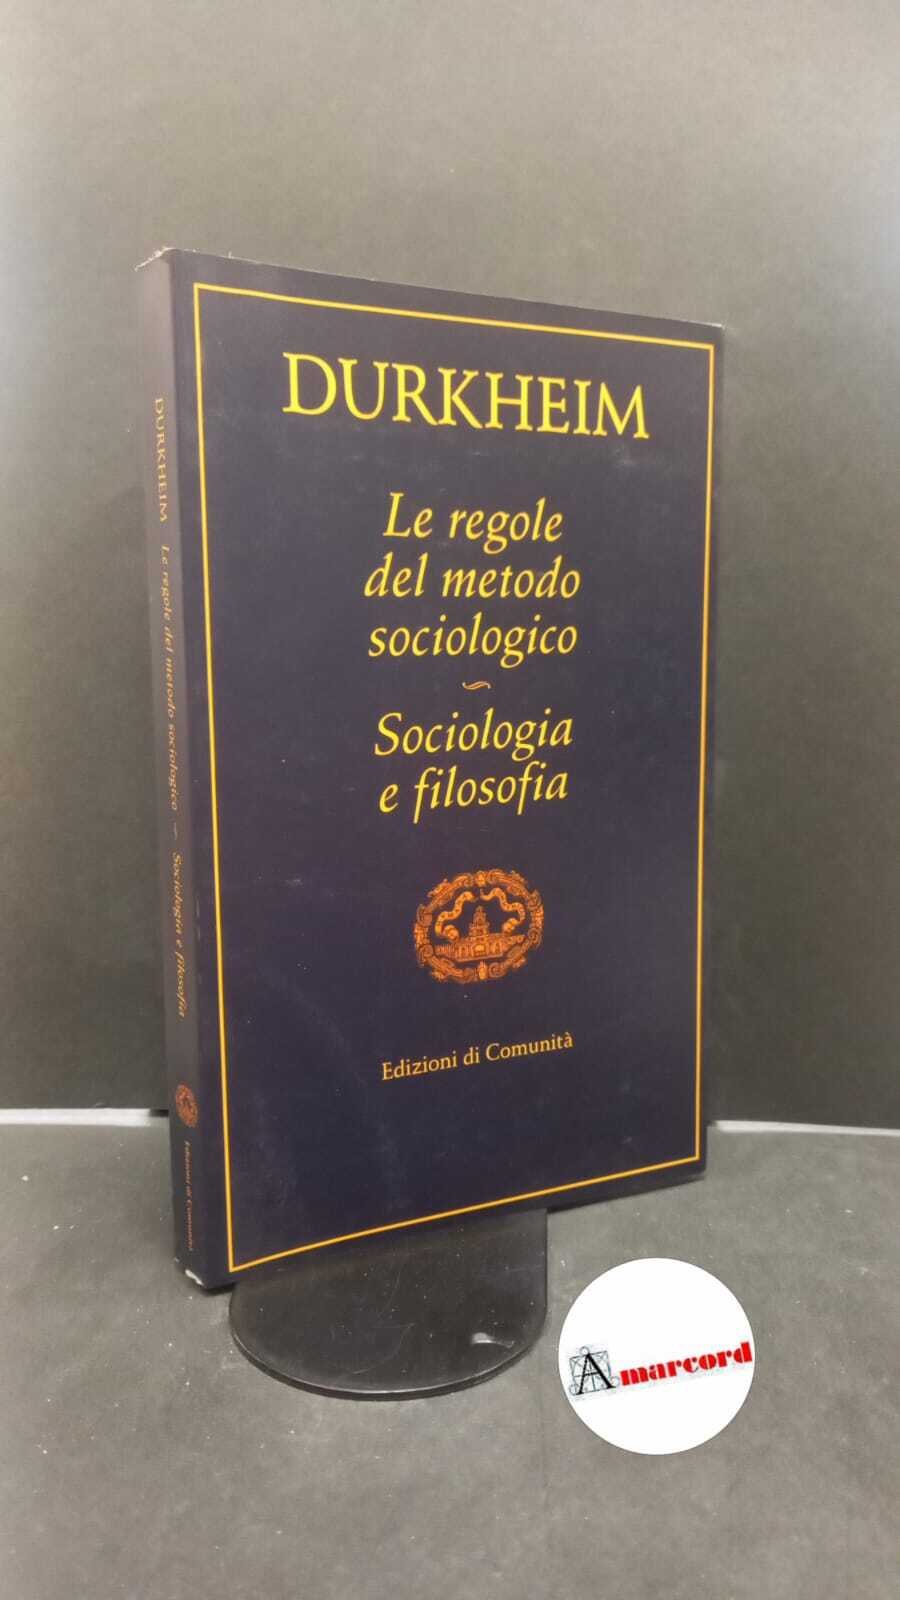 DURKHEIM
Le regole
del metodo
sociologico
Sociologia
e filosofia
Edizioni di Comunità
DURKHEIM Le regole del metodo sociologico ~ Sociologia e filosofia
Edizioni di Comunità
Amarcord